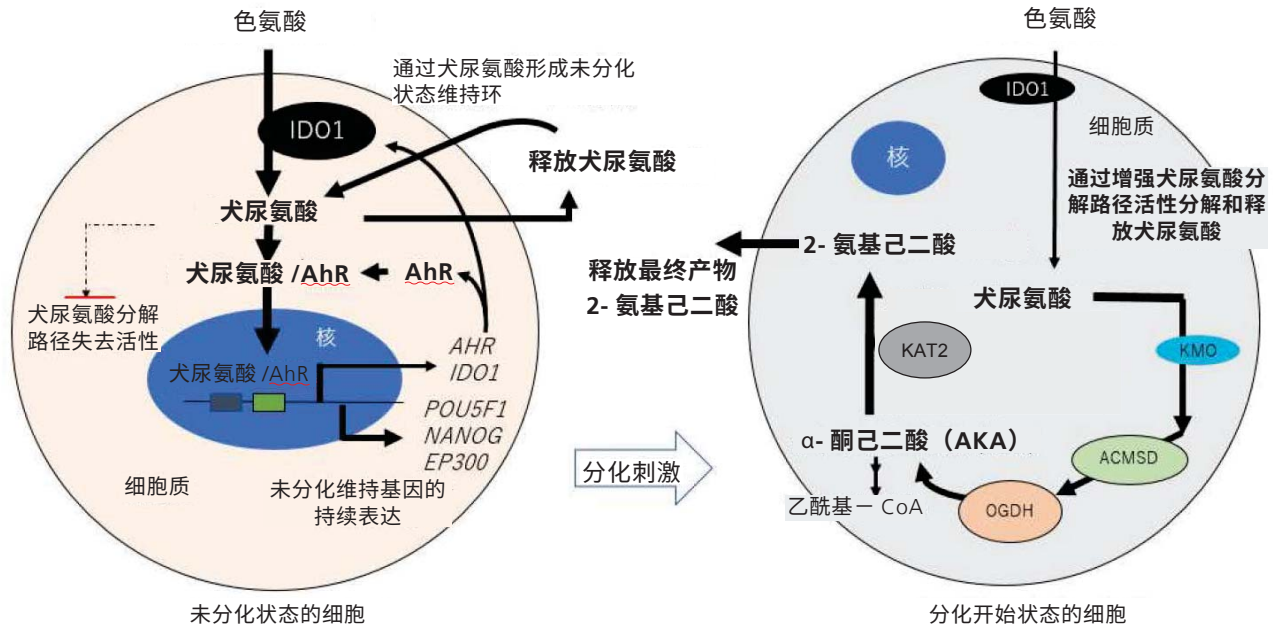 色氨酸
通过犬尿氨酸形成未分化
状态维持环
IDO1
释放犬尿氨酸
犬尿氨酸
犬尿氨酸 /AhR
AhR
犬尿氨酸分解
路径失去活性
核
犬尿氨酸 /AhR
AHR
IDO1
POU5F1
NANOG
EP300
细胞质
未分化维持基因的
持续表达
未分化状态的细胞
分化刺激
色氨酸
IDO1
细胞质
核
通过增强犬尿氨酸分
解路径活性分解和释
放犬尿氨酸
2- 氨基己二酸
释放最终产物
2- 氨基己二酸
犬尿氨酸
KAT2
KMO
α- 酮己二酸（AKA）
ACMSD
乙酰基－ CoA
OGDH
分化开始状态的细胞